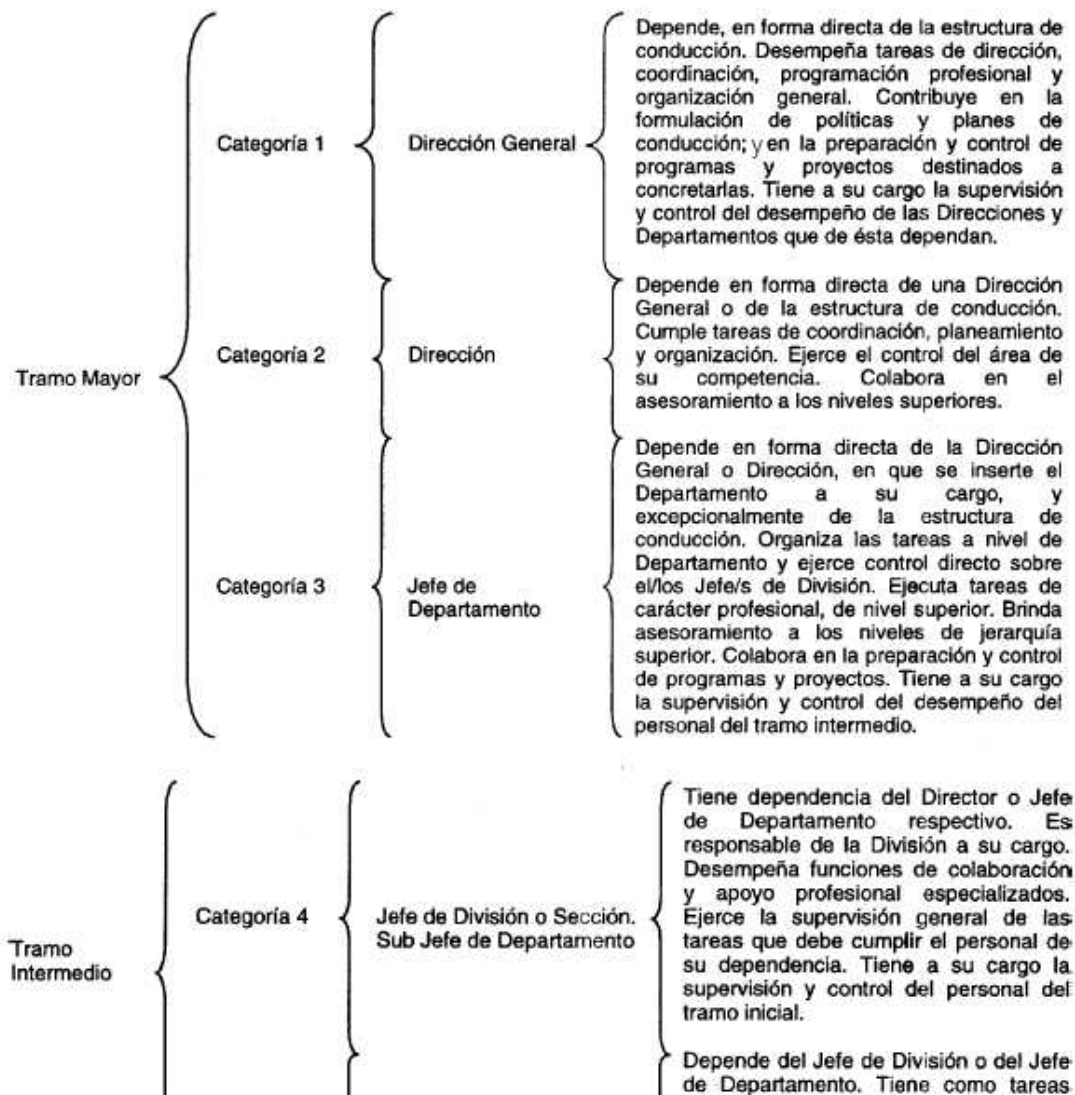 Tramo Mayor
Categoría 1
Dirección General
Depende, en forma directa de la estructura de
conducción. Desempeña tareas de dirección,
coordinación, programación profesional y
organización general. Contribuye en la
formulación de políticas y planes de
conducción; y en la preparación y control de
programas y proyectos destinados a
concretarlas. Tiene a su cargo la supervisión
y control del desempeño de las Direcciones y
Departamentos que de ésta dependan.
Categoría 2
Dirección
Depende en forma directa de una Dirección
General o de la estructura de conducción.
Cumple tareas de coordinación, planeamiento
y organización. Ejerce el control del área de
su competencia. Colabora en el
asesoramiento a los niveles superiores.
Categoría 3
Jefe de
Departamento
Depende en forma directa de la Dirección
General o Dirección, en que se inserte el
Departamento a su cargo, y
excepcionalmente de la estructura de
conducción. Organiza las tareas a nivel de
Departamento y ejerce control directo sobre
el/los Jefe/s de División. Ejecuta tareas de
carácter profesional, de nivel superior. Brinda
asesoramiento a los niveles de jerarquía
superior. Colabora en la preparación y control
de programas y proyectos. Tiene a su cargo
la supervisión y control del desempeño del
personal del tramo intermedio.
Tramo
Intermedio
Categoría 4
Jefe de División o Sección.
Sub Jefe de Departamento
Tiene dependencia del Director o Jefe
de Departamento respectivo. Es
responsable de la División a su cargo.
Desempeña funciones de colaboración
y apoyo profesional especializados.
Ejerce la supervisión general de las
tareas que debe cumplir el personal de
su dependencia. Tiene a su cargo la
supervisión y control del personal del
tramo inicial.
Depende del Jefe de División o del Jefe
de Departamento. Tiene como tareas